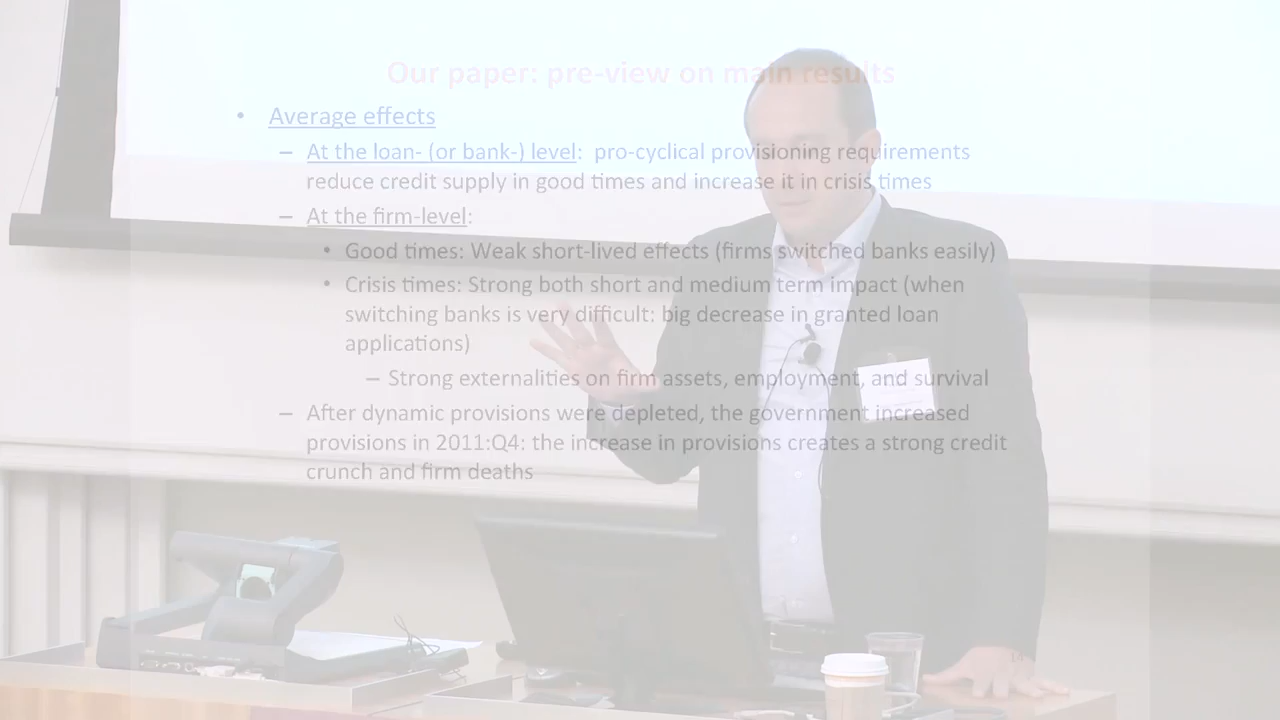 Our paper: pre-view on main results
• Average effects
– At the loan- (or bank-) level: pro-cyclical provisioning requirements
reduce credit supply in good times and increase it in crisis times
– At the firm-level:
• Good times: Weak short-lived effects (firms switched banks easily)
• Crisis times: Strong both short and medium term impact (when
switching banks is very difficult: big decrease in granted loan
applications)
– Strong externalities on firm assets, employment, and survival
– After dynamic provisions were depleted, the government increased
provisions in 2011:Q4: the increase in provisions creates a strong credit
crunch and firm deaths